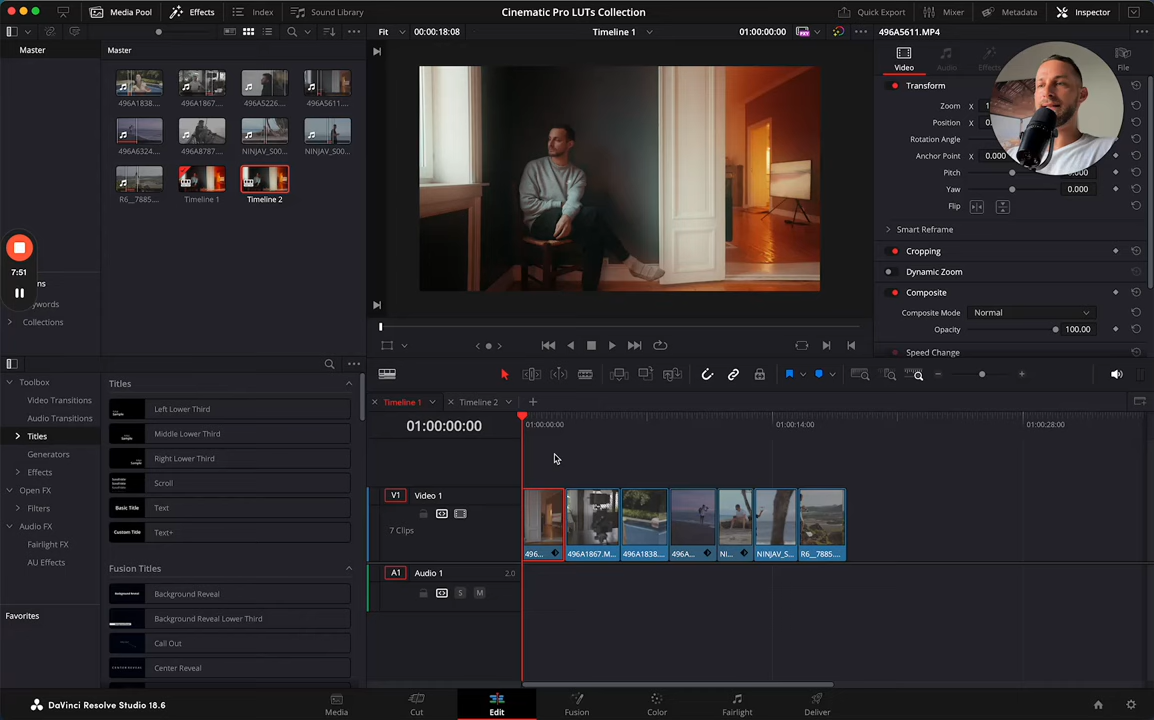 Media Pool Effects Index Sound Library Cinematic Pro LUTs Collection Quick Export Mixer Metadata Inspector
Fit 00:00:18:08 Timeline 1 01:00:00:00 496A5611.MP4
Master Master
Video Audio Effects File
496A1838.... 496A1867.... 496A5226... 496A5611....
496A6324.... 496A8787.... NINJAV_S00... NINJAV_S00...
R6__7885.... Timeline 1 Timeline 2
7:51
Collections
Transform
Zoom X
Position X
Rotation Angle
Anchor Point X 0.000
Pitch
Yaw 0.000
Flip
Smart Reframe
Cropping
Dynamic Zoom
Composite
Composite Mode Normal
Opacity 100.00
Speed Change
Toolbox
Video Transitions
Audio Transitions
Titles
Generators
Effects
Open FX
Filters
Audio FX
Fairlight FX
AU Effects
Favorites
Titles
Left Lower Third
Middle Lower Third
Right Lower Third
Scroll
Basic Title Text
Custom Title Text+
Fusion Titles
Background Reveal
Background Reveal Lower Third
Call Out
CENTER REVEAL Center Reveal
Timeline 1 Timeline 2
01:00:00:00 01:00:00:00 01:00:14:00 01:00:28:00
V1 Video 1
7 Clips
496... 496A1867.M... 496A1838.... 496A... NI... NINJAV_S... R6__7885....
A1 Audio 1 2.0
S M
DaVinci Resolve Studio 18.6 Media Cut Edit Fusion Color Fairlight Deliver